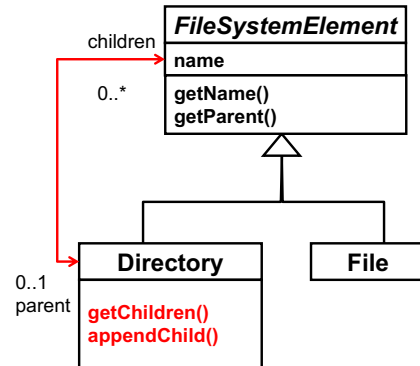 FileSystemElement
children
name
0..*
getName()
getParent()
Directory
File
0..1
parent
getChildren()
appendChild()